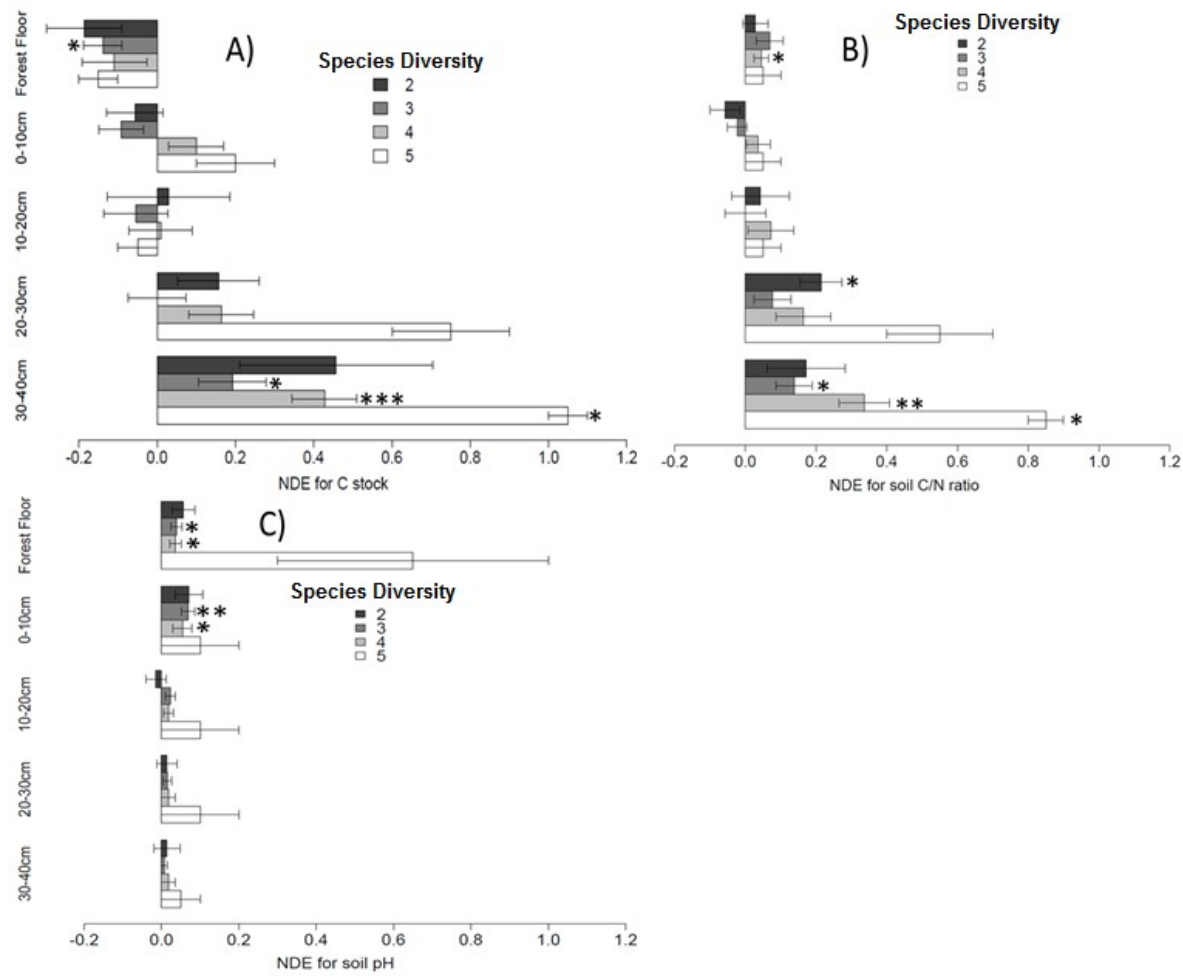 A)
Species Diversity
2
3
4
5
Forest Floor
*
0-10cm
10-20cm
20-30cm
30-40cm
*
***
*
-0.2 0.0 0.2 0.4 0.6 0.8 1.0 1.2
NDE for C stock
B)
Species Diversity
2
3
4
5
*
*
*
**
*
-0.2 0.0 0.2 0.4 0.6 0.8 1.0 1.2
NDE for soil C/N ratio
C)
Species Diversity
2
3
4
5
Forest Floor
*
*
0-10cm
**
*
10-20cm
20-30cm
30-40cm
-0.2 0.0 0.2 0.4 0.6 0.8 1.0 1.2
NDE for soil pH